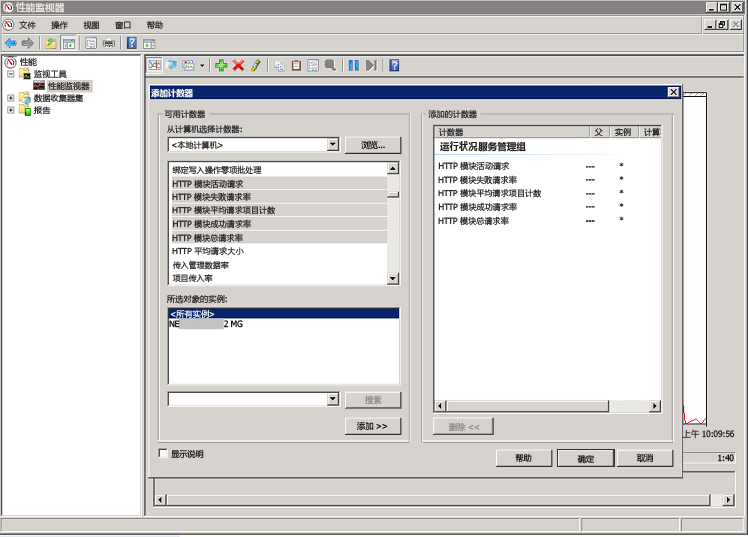 性能监视器
文件 操作 视图 窗口 帮助
性能
监视工具
性能监视器
数据收集器集
报告
添加计数器
可用计数器
从计算机选择计数器:
<本地计算机>
浏览...
绑定写入操作零项批处理
HTTP 模块活动请求
HTTP 模块失败请求率
HTTP 模块平均请求项目计数
HTTP 模块成功请求率
HTTP 模块总请求率
HTTP 平均请求大小
传入管理数据率
项目传入率
所选对象的实例:
<所有实例>
NE 2 MG
搜索
添加 >>
显示说明
添加的计数器
计数器 父 实例 计算
运行状况服务管理组
HTTP 模块活动请求 --- *
HTTP 模块失败请求率 --- *
HTTP 模块平均请求项目计数 --- *
HTTP 模块成功请求率 --- *
HTTP 模块总请求率 --- *
删除 <<
帮助 确定 取消
上午 10:09:56
1:40